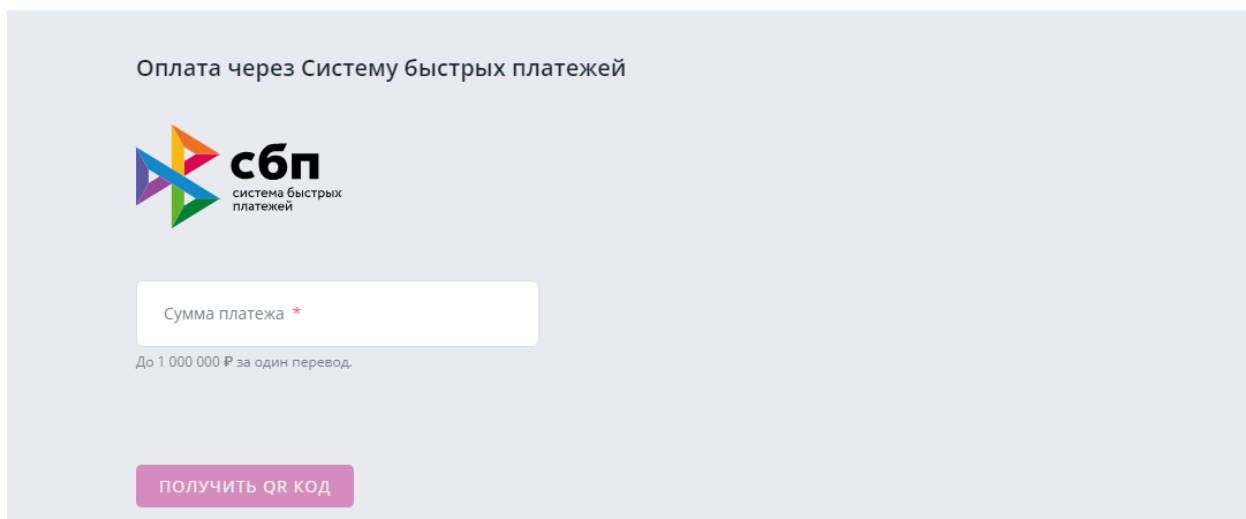 Оплата через Систему быстрых платежей
сбп
система быстрых
платежей
Сумма платежа *
До 1 000 000 ₽ за один перевод.
ПОЛУЧИТЬ QR КОД